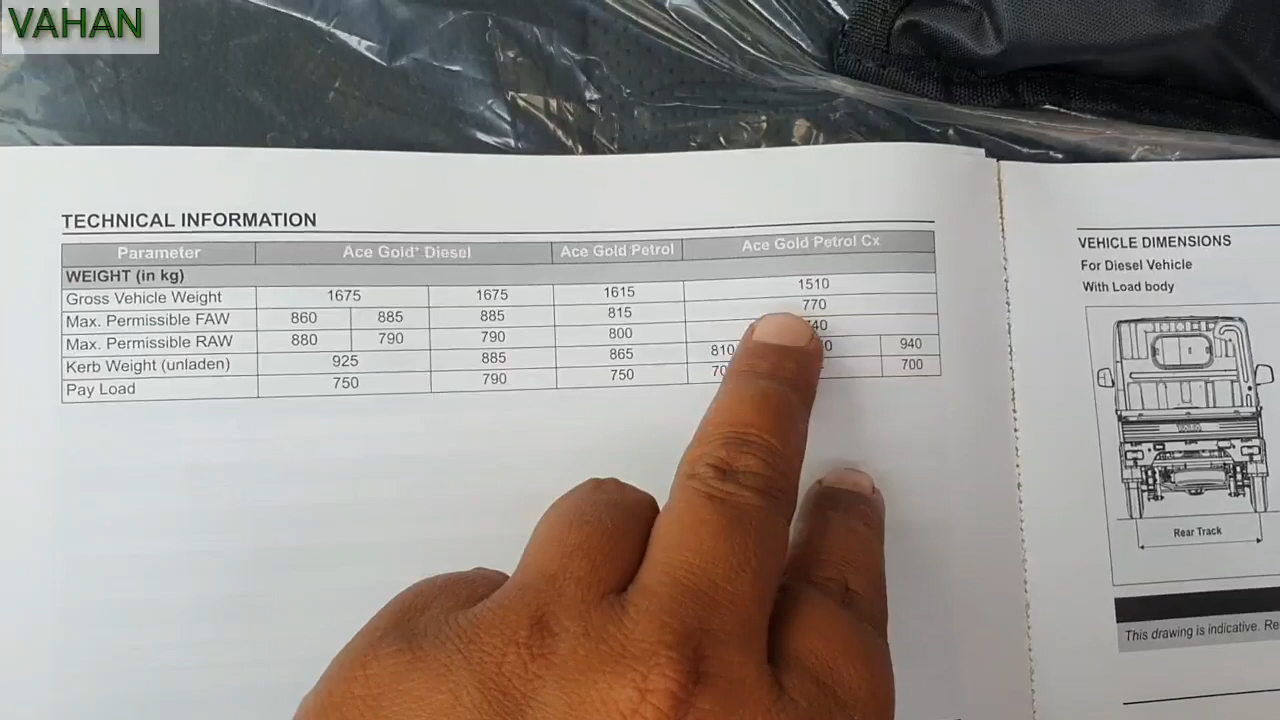 VAHAN
TECHNICAL INFORMATION
Parameter Ace Gold+ Diesel Ace Gold Petrol Ace Gold Petrol Cx
WEIGHT (in kg)
Gross Vehicle Weight 1675 1675 1615 1510
Max. Permissible FAW 860 885 885 815 770
Max. Permissible RAW 880 790 790 800
Kerb Weight (unladen) 925 885 865 810 940
Pay Load 750 790 750 700
VEHICLE DIMENSIONS
For Diesel Vehicle
With Load body
Rear Track
This drawing is indicative.